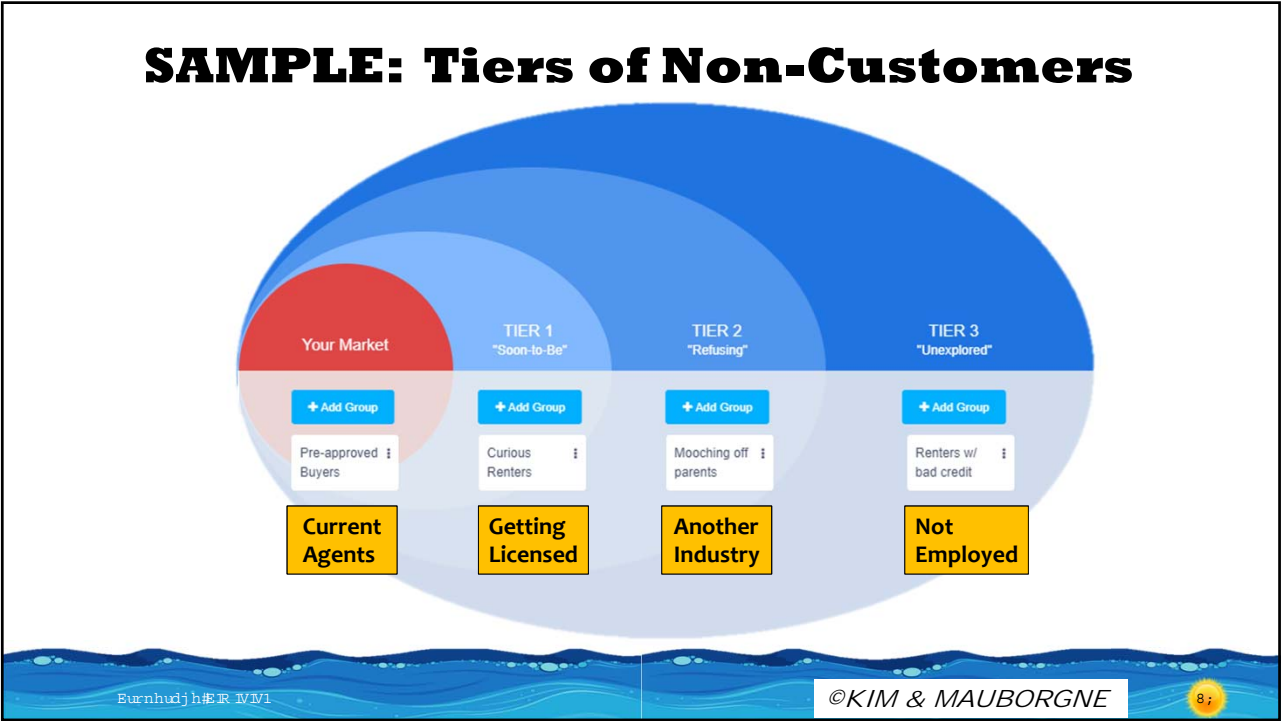 SAMPLE: Tiers of Non-Customers
Your Market
TIER 1
"Soon-to-Be"
TIER 2
"Refusing"
TIER 3
"Unexplored"
+ Add Group
+ Add Group
+ Add Group
+ Add Group
Pre-approved
Buyers
Curious
Renters
Mooching off
parents
Renters w/
bad credit
Current
Agents
Getting
Licensed
Another
Industry
Not
Employed
©KIM & MAUBORGNE
8;